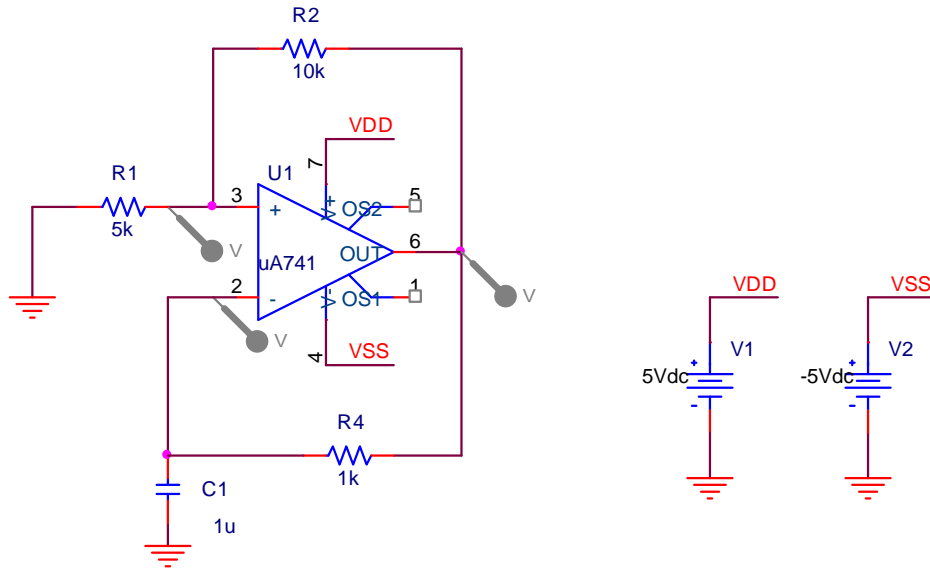 R2
10k
VDD
7
R1
U1
3
5
5k
+
V+
OS2
V
6
OUT
uA741
V
2
1
-
V-
OS1
V
4
VSS
R4
1k
C1
1u
VDD
VSS
+
V1
+
V2
5Vdc
-5Vdc
-
-